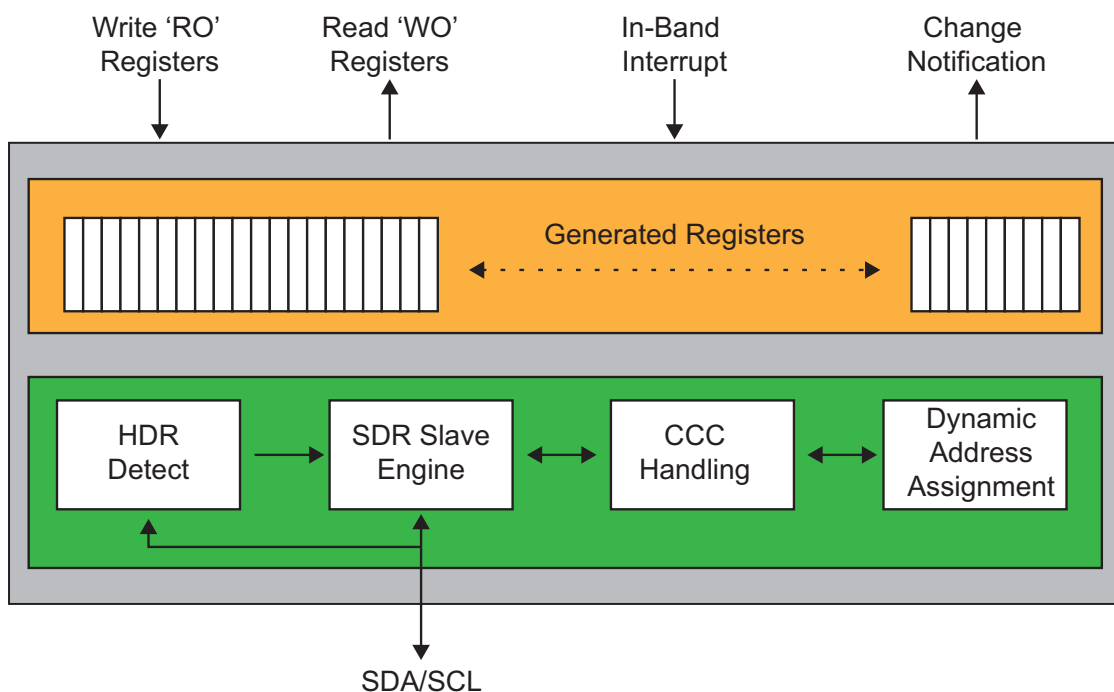 Write ‘RO’
Registers
Read ‘WO’
Registers
In-Band
Interrupt
Change
Notification
Generated Registers
HDR
Detect
SDR Slave
Engine
CCC
Handling
Dynamic
Address
Assignment
SDA/SCL